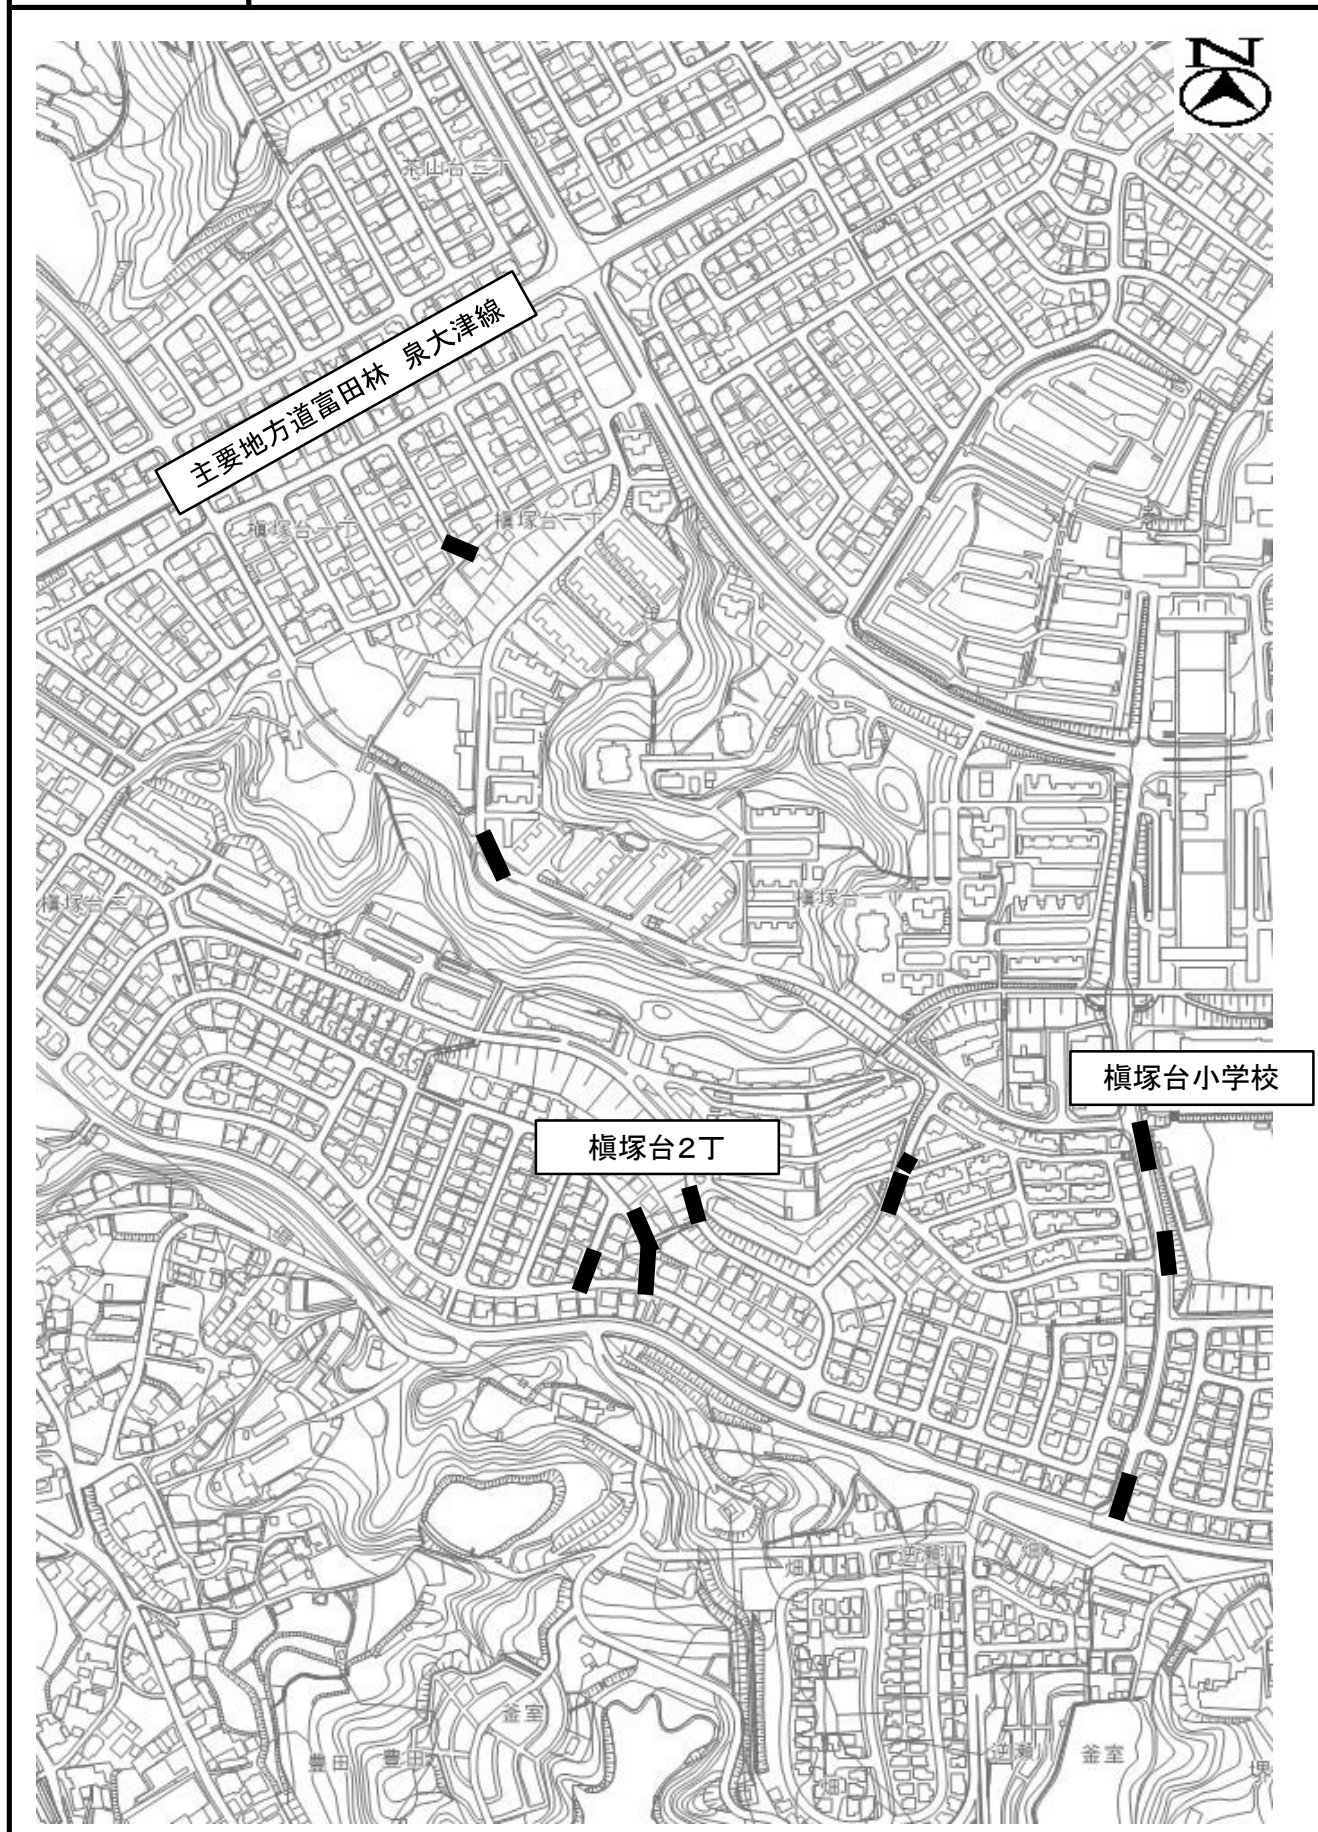 N
茶山台三丁
主要地方道富田林　泉大津線
槇塚台一丁
槇塚台一丁
槇塚台一丁
槇塚台二丁
槇塚台小学校
槇塚台2丁
畑
逆瀬川
畑
畑
釜室
豊田
豊田
逆瀬川
釜室
畑
堺